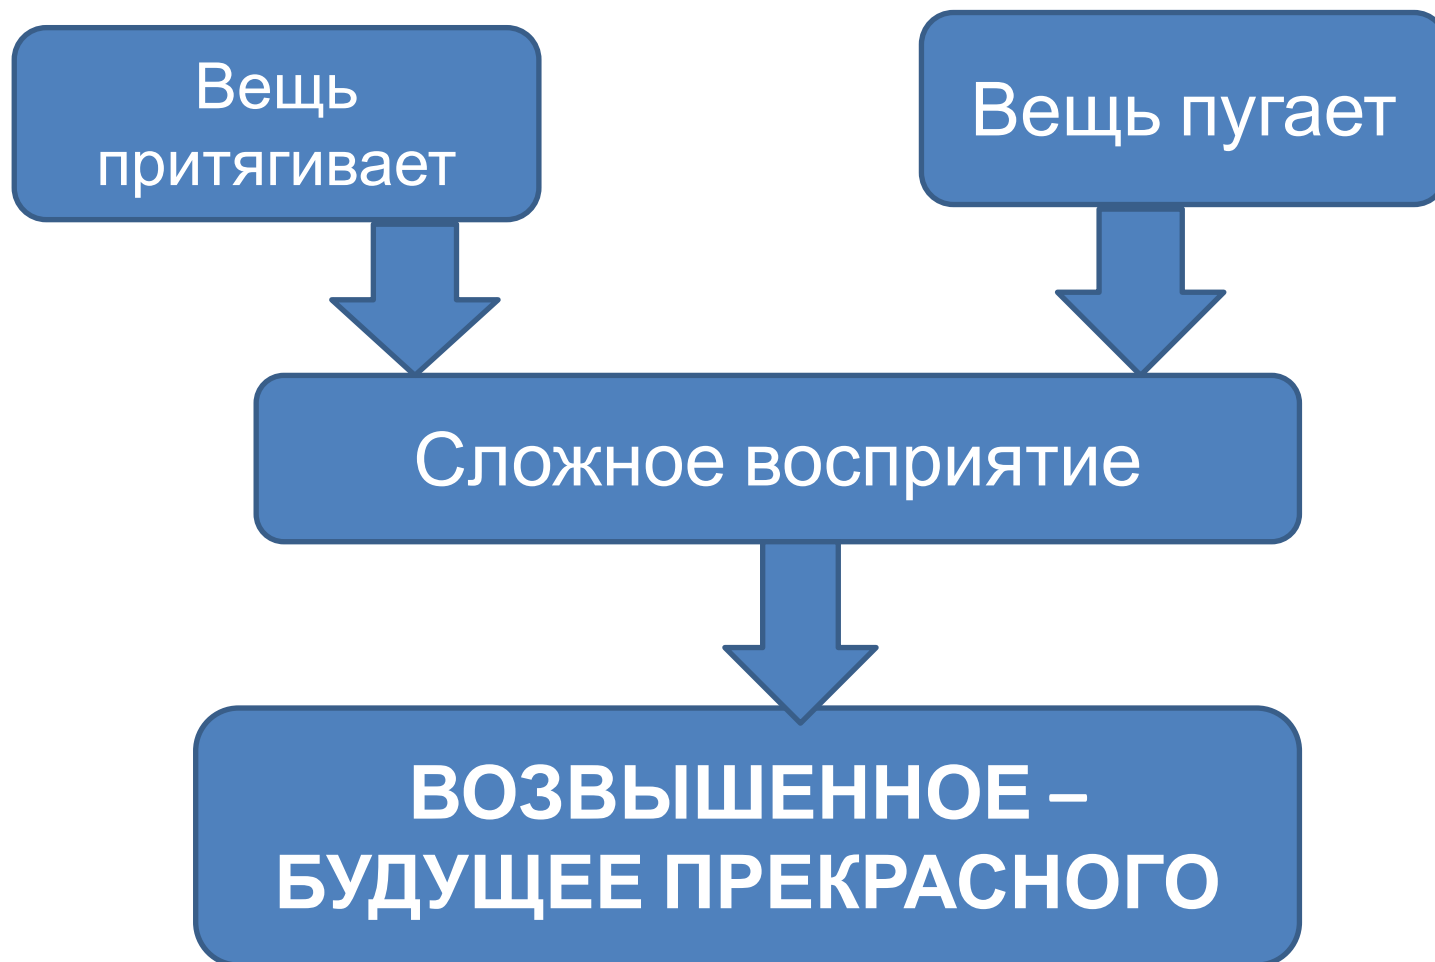 Вещь
притягивает
Вещь пугает
Сложное восприятие
ВОЗВЫШЕННОЕ –
БУДУЩЕЕ ПРЕКРАСНОГО